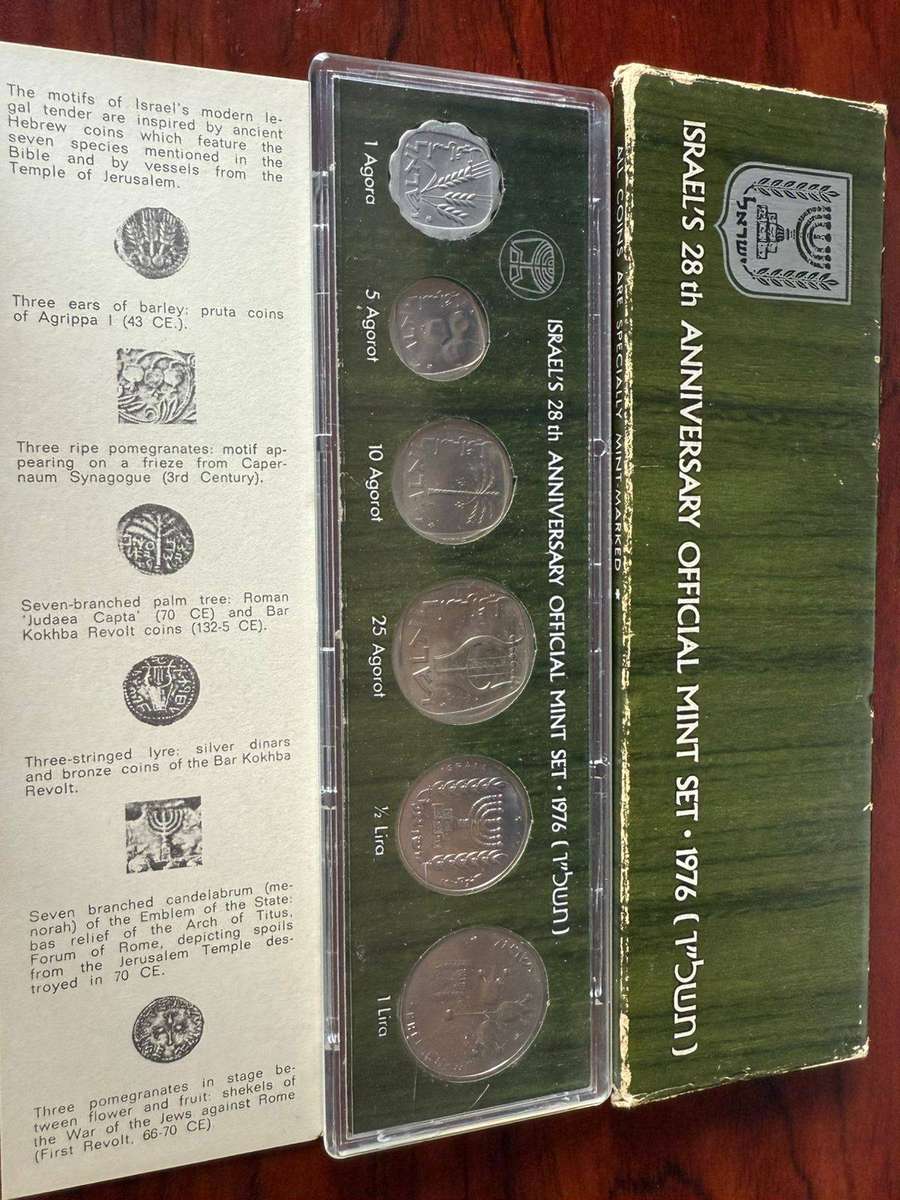 The motifs of Israel's modern le-
gal tender are inspired by ancient
Hebrew coins which feature the
seven species mentioned in the
Bible and by vessels from the
Temple of Jerusalem.
Three ears of barley: pruta coins
of Agrippa I (43 CE.).
Three ripe pomegranates: motif ap-
pearing on a frieze from Caper-
naum Synagogue (3rd Century).
Seven-branched palm tree: Roman
'Judaea Capta' (70 CE) and Bar
Kokhba Revolt coins (132-5 CE).
Three-stringed lyre: silver dinars
and bronze coins of the Bar Kokhba
Revolt.
Seven branched candelabrum (me-
norah) of the Emblem of the State:
bas relief of the Arch of Titus,
Forum of Rome, depicting spoils
from the Jerusalem Temple des-
troyed in 70 CE.
Three pomegranates in stage be-
tween flower and fruit: shekels of
the War of the Jews against Rome
(First Revolt, 66-70 CE)
1 Agora
5 Agorot
10 Agorot
25 Agorot
½ Lira
1 Lira
ISRAEL'S 28th ANNIVERSARY OFFICIAL MINT SET • 1976 (תשל"ו)
ישראל
ISRAEL'S 28th ANNIVERSARY OFFICIAL MINT SET • 1976 (תשל"ו)
ALL COINS ARE SPECIALLY MINT-MARKED